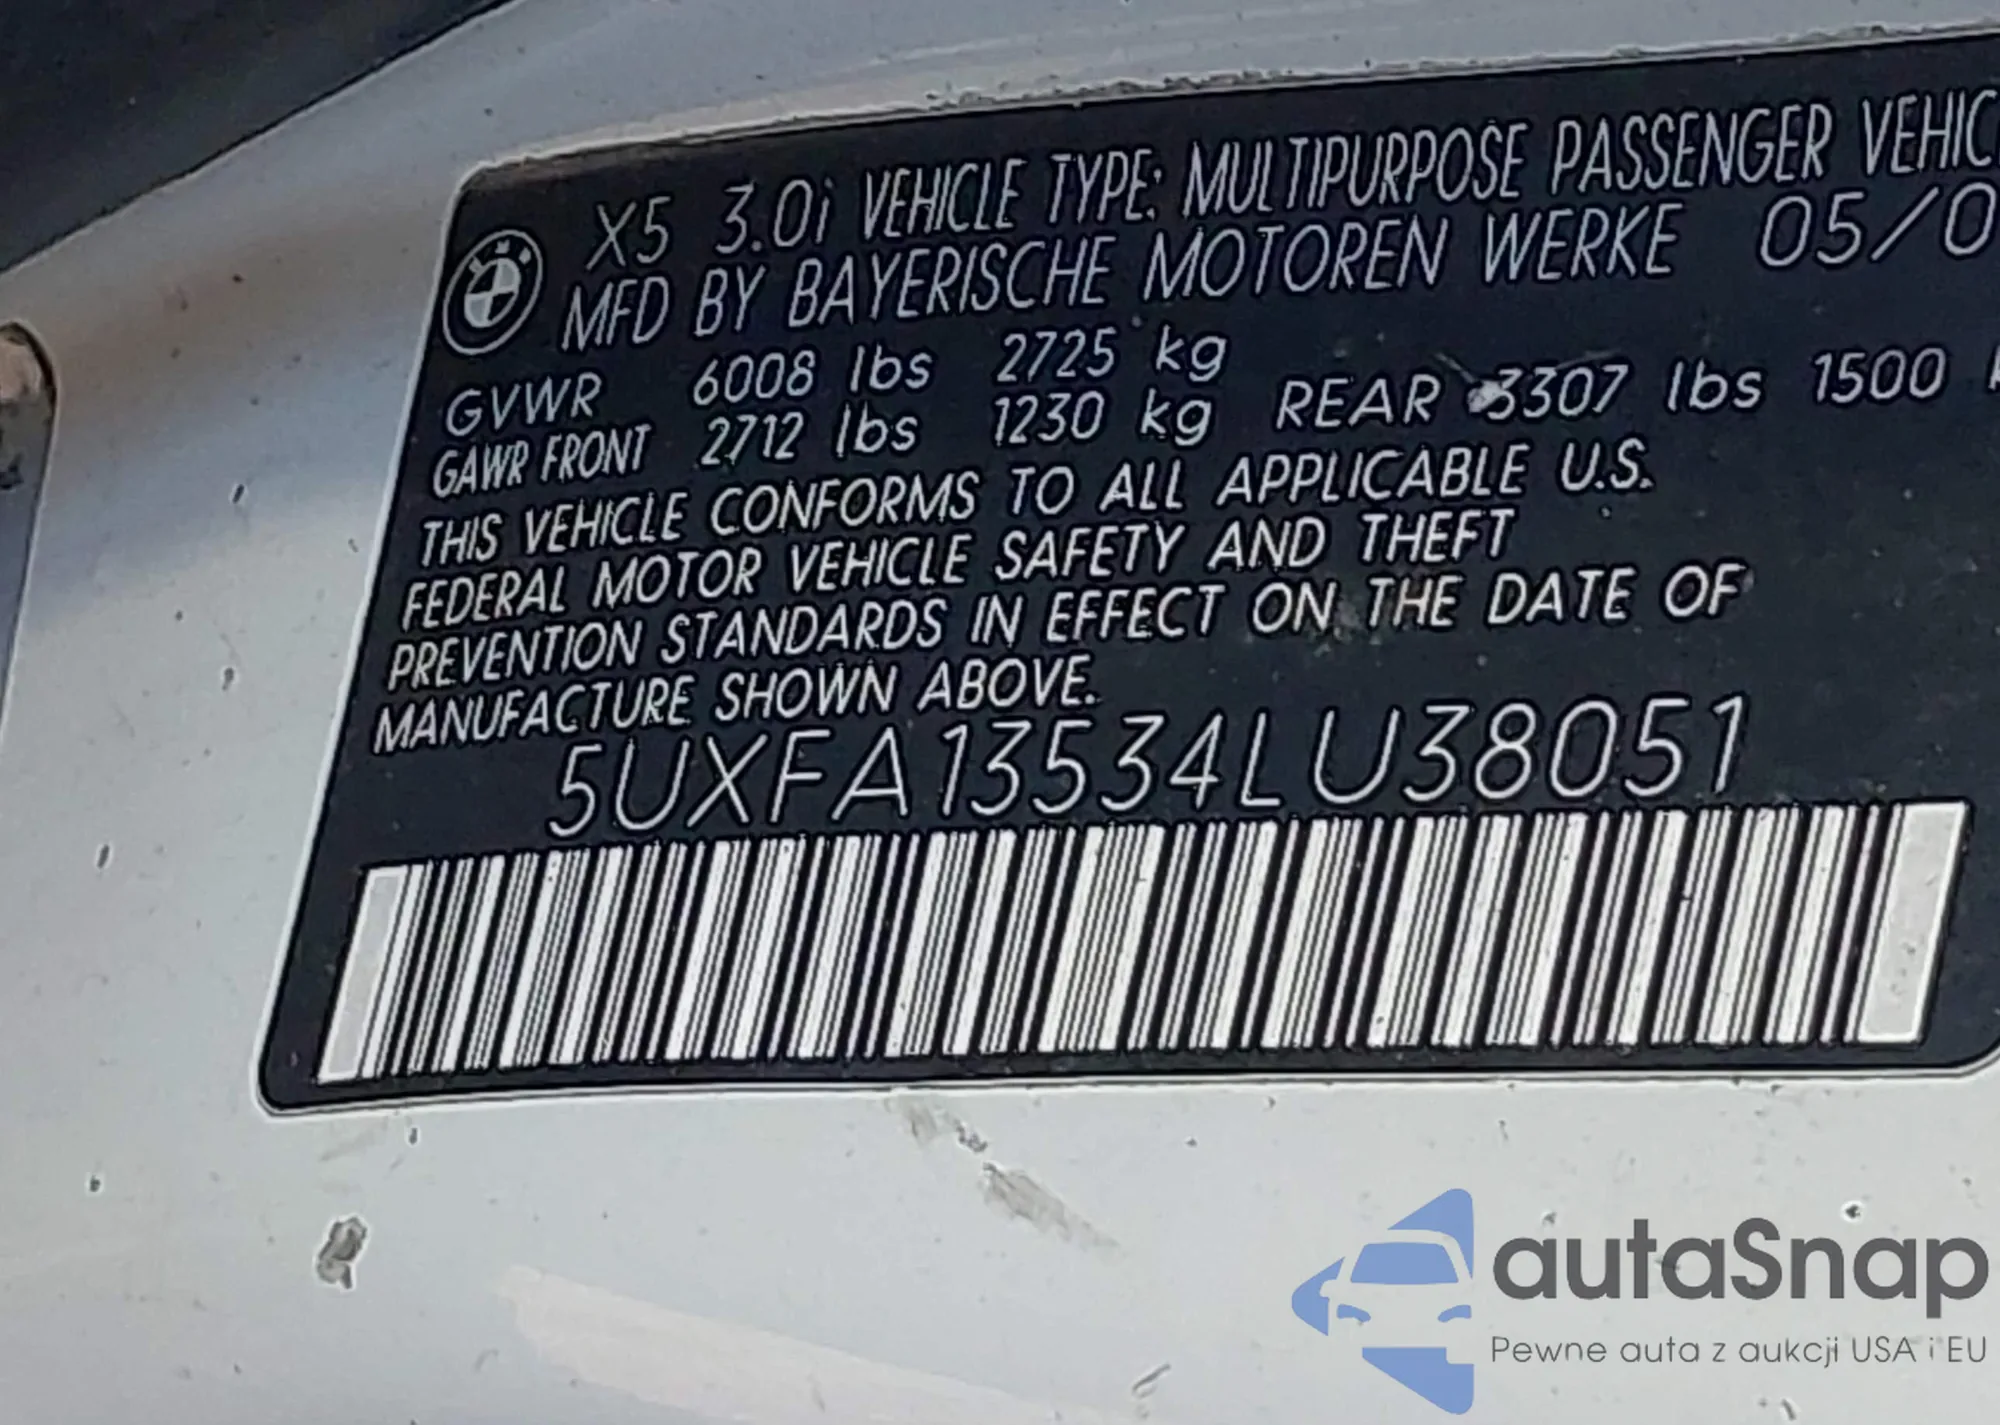 X5 3.0i VEHICLE TYPE: MULTIPURPOSE PASSENGER VEHIC
MFD BY BAYERISCHE MOTOREN WERKE 05/0
GVWR 6008 lbs 2725 kg
GAWR FRONT 2712 lbs 1230 kg REAR 3307 lbs 1500 k
THIS VEHICLE CONFORMS TO ALL APPLICABLE U.S.
FEDERAL MOTOR VEHICLE SAFETY AND THEFT
PREVENTION STANDARDS IN EFFECT ON THE DATE OF
MANUFACTURE SHOWN ABOVE.
5UXFA13534LU38051
autaSnap
Pewne auta z aukcji USA i EU